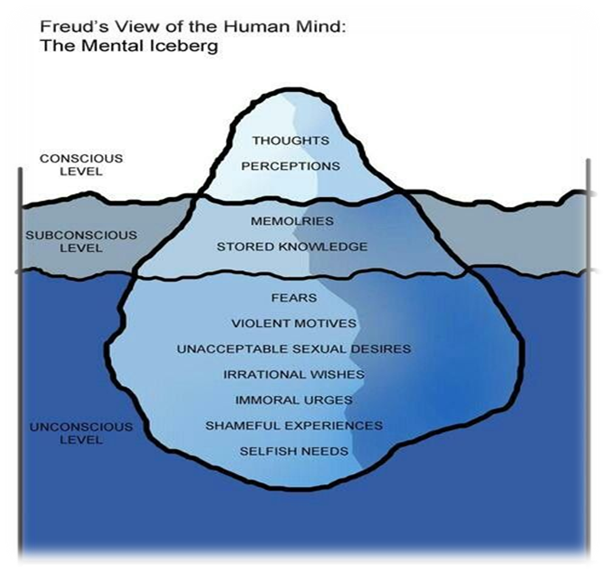 Freud's View of the Human Mind:
The Mental Iceberg
CONSCIOUS
LEVEL
THOUGHTS
PERCEPTIONS
SUBCONSCIOUS
LEVEL
MEMOLRIES
STORED KNOWLEDGE
UNCONSCIOUS
LEVEL
FEARS
VIOLENT MOTIVES
UNACCEPTABLE SEXUAL DESIRES
IRRATIONAL WISHES
IMMORAL URGES
SHAMEFUL EXPERIENCES
SELFISH NEEDS